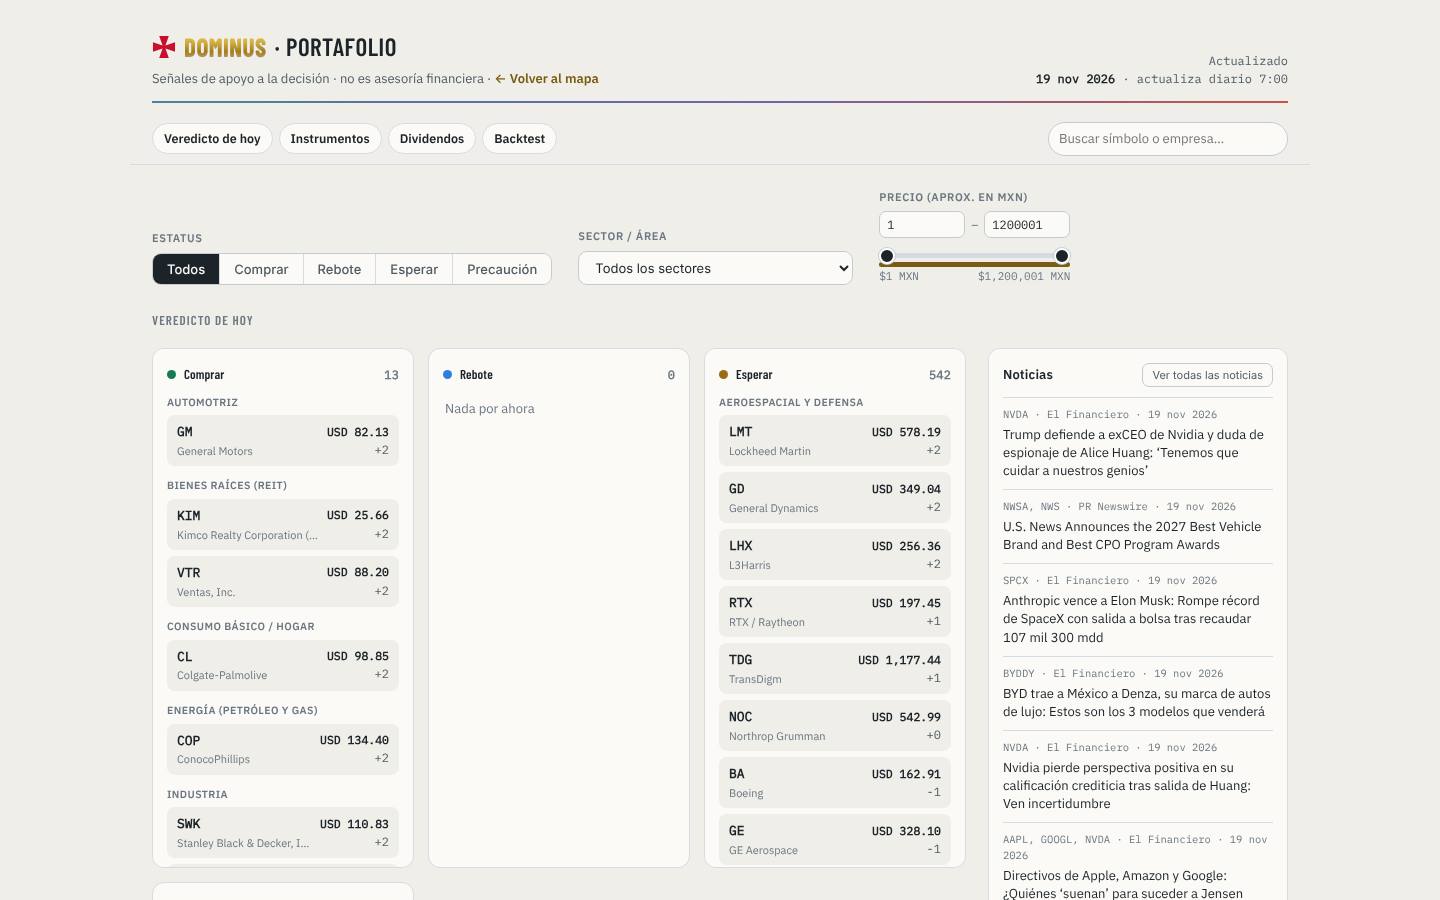 DOMINUS · PORTAFOLIO
Señales de apoyo a la decisión · no es asesoría financiera · ← Volver al mapa
Actualizado
19 nov 2026 · actualiza diario 7:00
Veredicto de hoy
Instrumentos
Dividendos
Backtest
Buscar símbolo o empresa...
ESTATUS
Todos
Comprar
Rebote
Esperar
Precaución
SECTOR / ÁREA
Todos los sectores
PRECIO (APROX. EN MXN)
1 – 1200001
$1 MXN $1,200,001 MXN
VEREDICTO DE HOY
Comprar 13
AUTOMOTRIZ
GM USD 82.13
General Motors +2
BIENES RAÍCES (REIT)
KIM USD 25.66
Kimco Realty Corporation (... +2
VTR USD 88.20
Ventas, Inc. +2
CONSUMO BÁSICO / HOGAR
CL USD 98.85
Colgate-Palmolive +2
ENERGÍA (PETRÓLEO Y GAS)
COP USD 134.40
ConocoPhillips +2
INDUSTRIA
SWK USD 110.83
Stanley Black & Decker, I... +2
Rebote 0
Nada por ahora
Esperar 542
AEROESPACIAL Y DEFENSA
LMT USD 578.19
Lockheed Martin +2
GD USD 349.04
General Dynamics +2
LHX USD 256.36
L3Harris +2
RTX USD 197.45
RTX / Raytheon +1
TDG USD 1,177.44
TransDigm +1
NOC USD 542.99
Northrop Grumman +0
BA USD 162.91
Boeing -1
GE USD 328.10
GE Aerospace -1
Noticias
Ver todas las noticias
NVDA · El Financiero · 19 nov 2026
Trump defiende a exCEO de Nvidia y duda de
espionaje de Alice Huang: ‘Tenemos que
cuidar a nuestros genios’
NWSA, NWS · PR Newswire · 19 nov 2026
U.S. News Announces the 2027 Best Vehicle
Brand and Best CPO Program Awards
SPCX · El Financiero · 19 nov 2026
Anthropic vence a Elon Musk: Rompe récord
de SpaceX con salida a bolsa tras recaudar
107 mil 300 mdd
BYDDY · El Financiero · 19 nov 2026
BYD trae a México a Denza, su marca de autos
de lujo: Estos son los 3 modelos que venderá
NVDA · El Financiero · 19 nov 2026
Nvidia pierde perspectiva positiva en su
calificación crediticia tras salida de Huang:
Ven incertidumbre
AAPL, GOOGL, NVDA · El Financiero · 19 nov
2026
Directivos de Apple, Amazon y Google:
¿Quiénes ‘suenan’ para suceder a Jensen